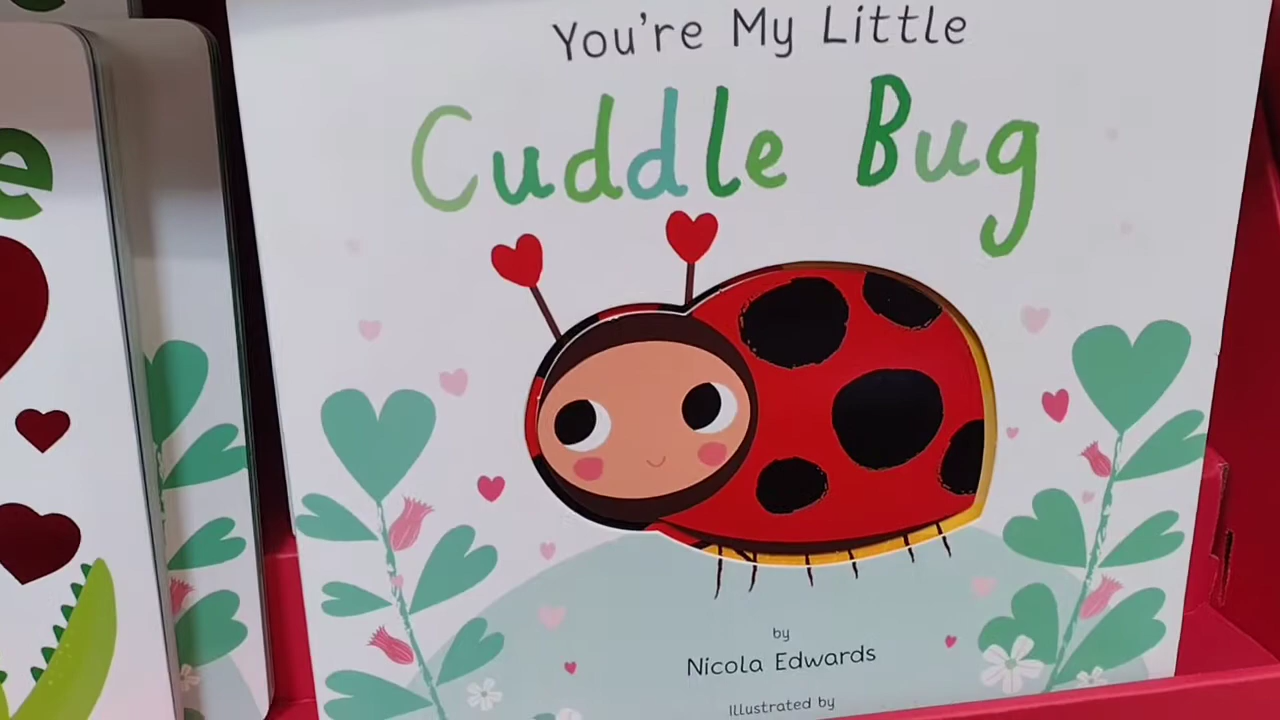 You're My Little
Cuddle Bug
by
Nicola Edwards
Illustrated by
e